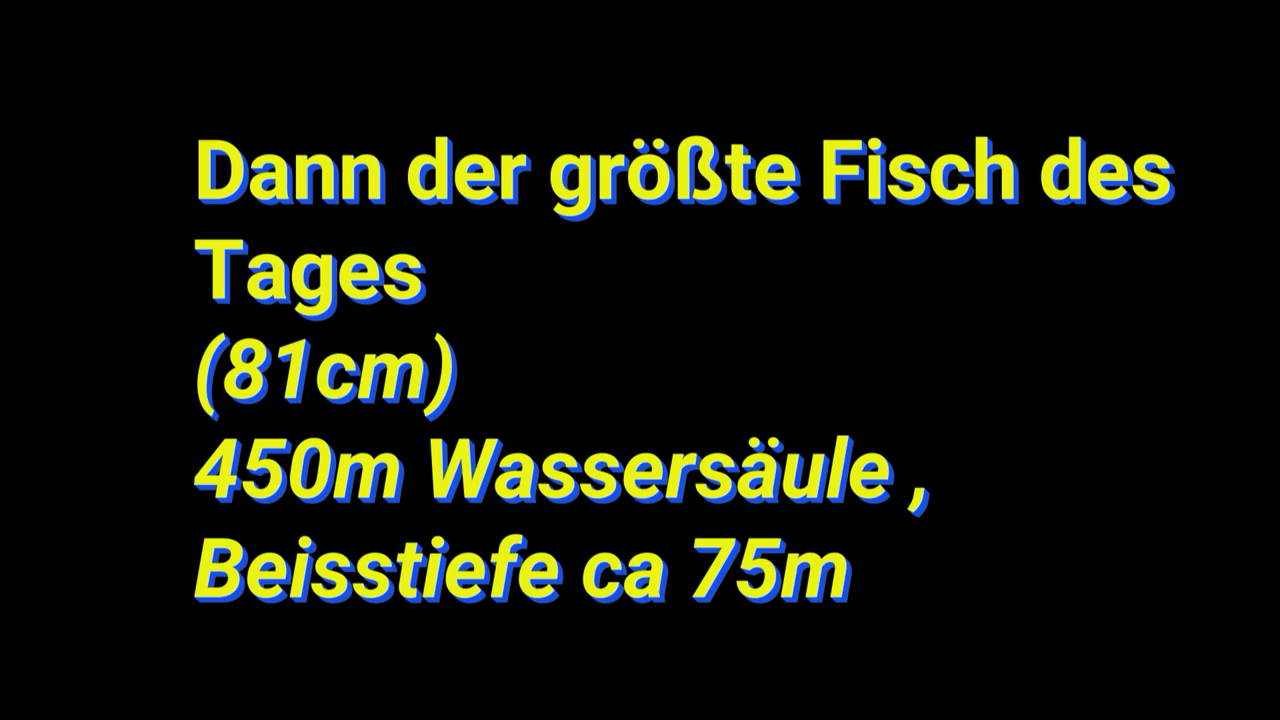 Dann der größte Fisch des
Tages
(81cm)
450m Wassersäule ,
Beisstiefe ca 75m